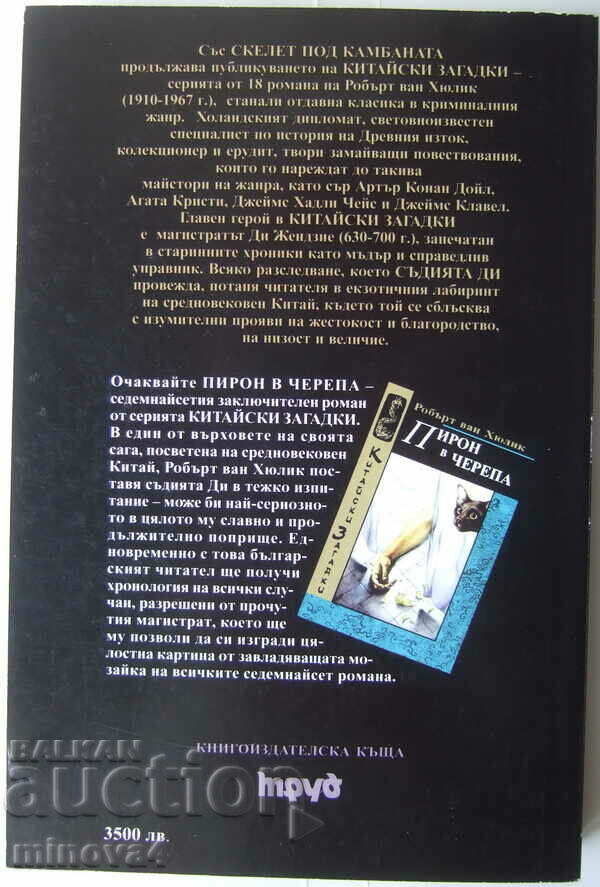 Със СКЕЛЕТ ПОД КАМБАНАТА
продължава публикуването на КИТАЙСКИ ЗАГАДКИ –
серията от 18 романа на Робърт ван Хюлик
(1910-1967 г.), станали отдавна класика в криминалния
жанр. Холандският дипломат, световноизвестен
специалист по история на Древния изток,
колекционер и ерудит, твори замайващи повествования,
които го нареждат до такива
майстори на жанра, като сър Артър Конан Дойл,
Агата Кристи, Джеймс Хадли Чейс и Джеймс Клавел.
Главен герой в КИТАЙСКИ ЗАГАДКИ
е магистратът Ди Жендзие (630-700 г.), запечатан
в старинните хроники като мъдър и справедлив
управник. Всяко разследване, което СЪДИЯТА ДИ
провежда, потапя читателя в екзотичния лабиринт
на средновековен Китай, където той се сблъсква
с изумителни прояви на жестокост и благородство,
на низост и величие.
Очаквайте ПИРОН В ЧЕРЕПА –
седемнайсетия заключителен роман
от серията КИТАЙСКИ ЗАГАДКИ.
В един от върховете на своята
сага, посветена на средновековен
Китай, Робърт ван Хюлик пос-
тавя съдията Ди в тежко изпи-
тание – може би най-сериозно-
то в цялото му славно и про-
дължително поприще. Ед-
новременно с това българ-
ският читател ще получи
хронология на всички слу-
чаи, разрешени от прочу-
тия магистрат, което ще
му позволи да си изгради ця-
лостна картина от завладяващата мо-
зайка на всичките седемнайсет романа.
Робърт ван Хюлик
ПИРОН
В ЧЕРЕПА
Китайски Загадки
КНИГОИЗДАТЕЛСКА КЪЩА
труд
3500 лв.
BALKAN
auction
minova4